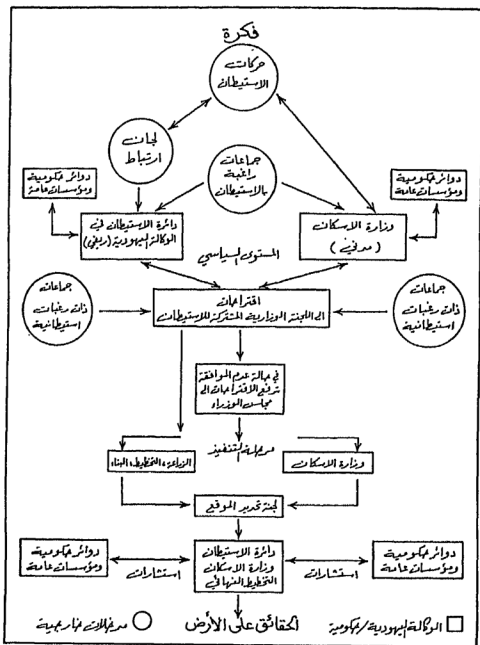 فكرة
حركات
الاستيطان
لجان
ارتباط
جماعات
راغبة
بالاستيطان
دوائر حكومية
ومؤسسات عامة
دوائر حكومية
ومؤسسات عامة
دائرة الاستيطان في
الوكالة اليهودية (ريفي)
وزارة الاسكان
(مدني)
المستوى السياسي
جماعات
ذات رغبات
استيطانية
اقتراحات
الى اللجنة الوزارية المشتركة للاستيطان
جماعات
ذات رغبات
استيطانية
في حالة عدم الموافقة
ترفع الاقتراحات الى
مجلس الوزراء
مرحلة التنفيذ
الزراعة، التخطيط، البناء
وزارة الاسكان
لجنة تحديد الموقع
دوائر حكومية
ومؤسسات عامة
استشارات
دائرة الاستيطان
وزارة الاسكان
التخطيط النهائي
استشارات
دوائر حكومية
ومؤسسات عامة
الحقائق على الأرض
الوكالة اليهودية/حكومية
مدخلات خارجية